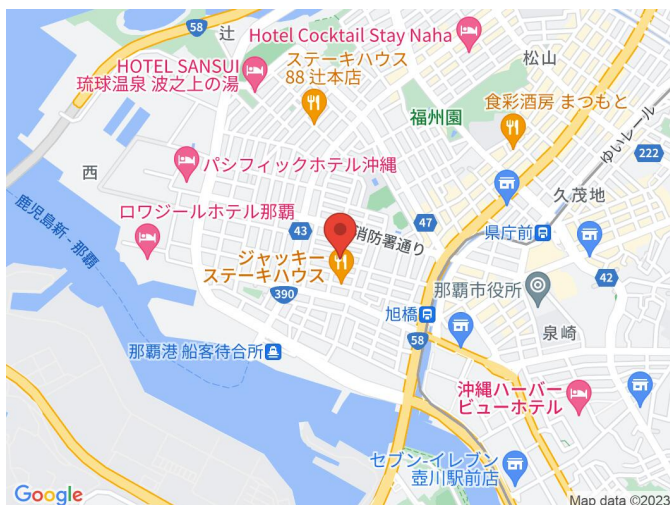 58
辻
Hotel Cocktail Stay Naha
松山
HOTEL SANSUI
琉球温泉 波之上の湯
ステーキハウス
88 辻本店
福州園
食彩酒房 まつもと
ゆいレール
222
西
パシフィックホテル沖縄
鹿児島新 - 那覇
ロワジールホテル那覇
43
消防署通り
47
県庁前
久茂地
ジャッキー
ステーキハウス
390
42
那覇市役所
旭橋
泉崎
那覇港 船客待合所
58
沖縄ハーバー
ビューホテル
セブン-イレブン
壺川駅前店
Google
Map data ©2023